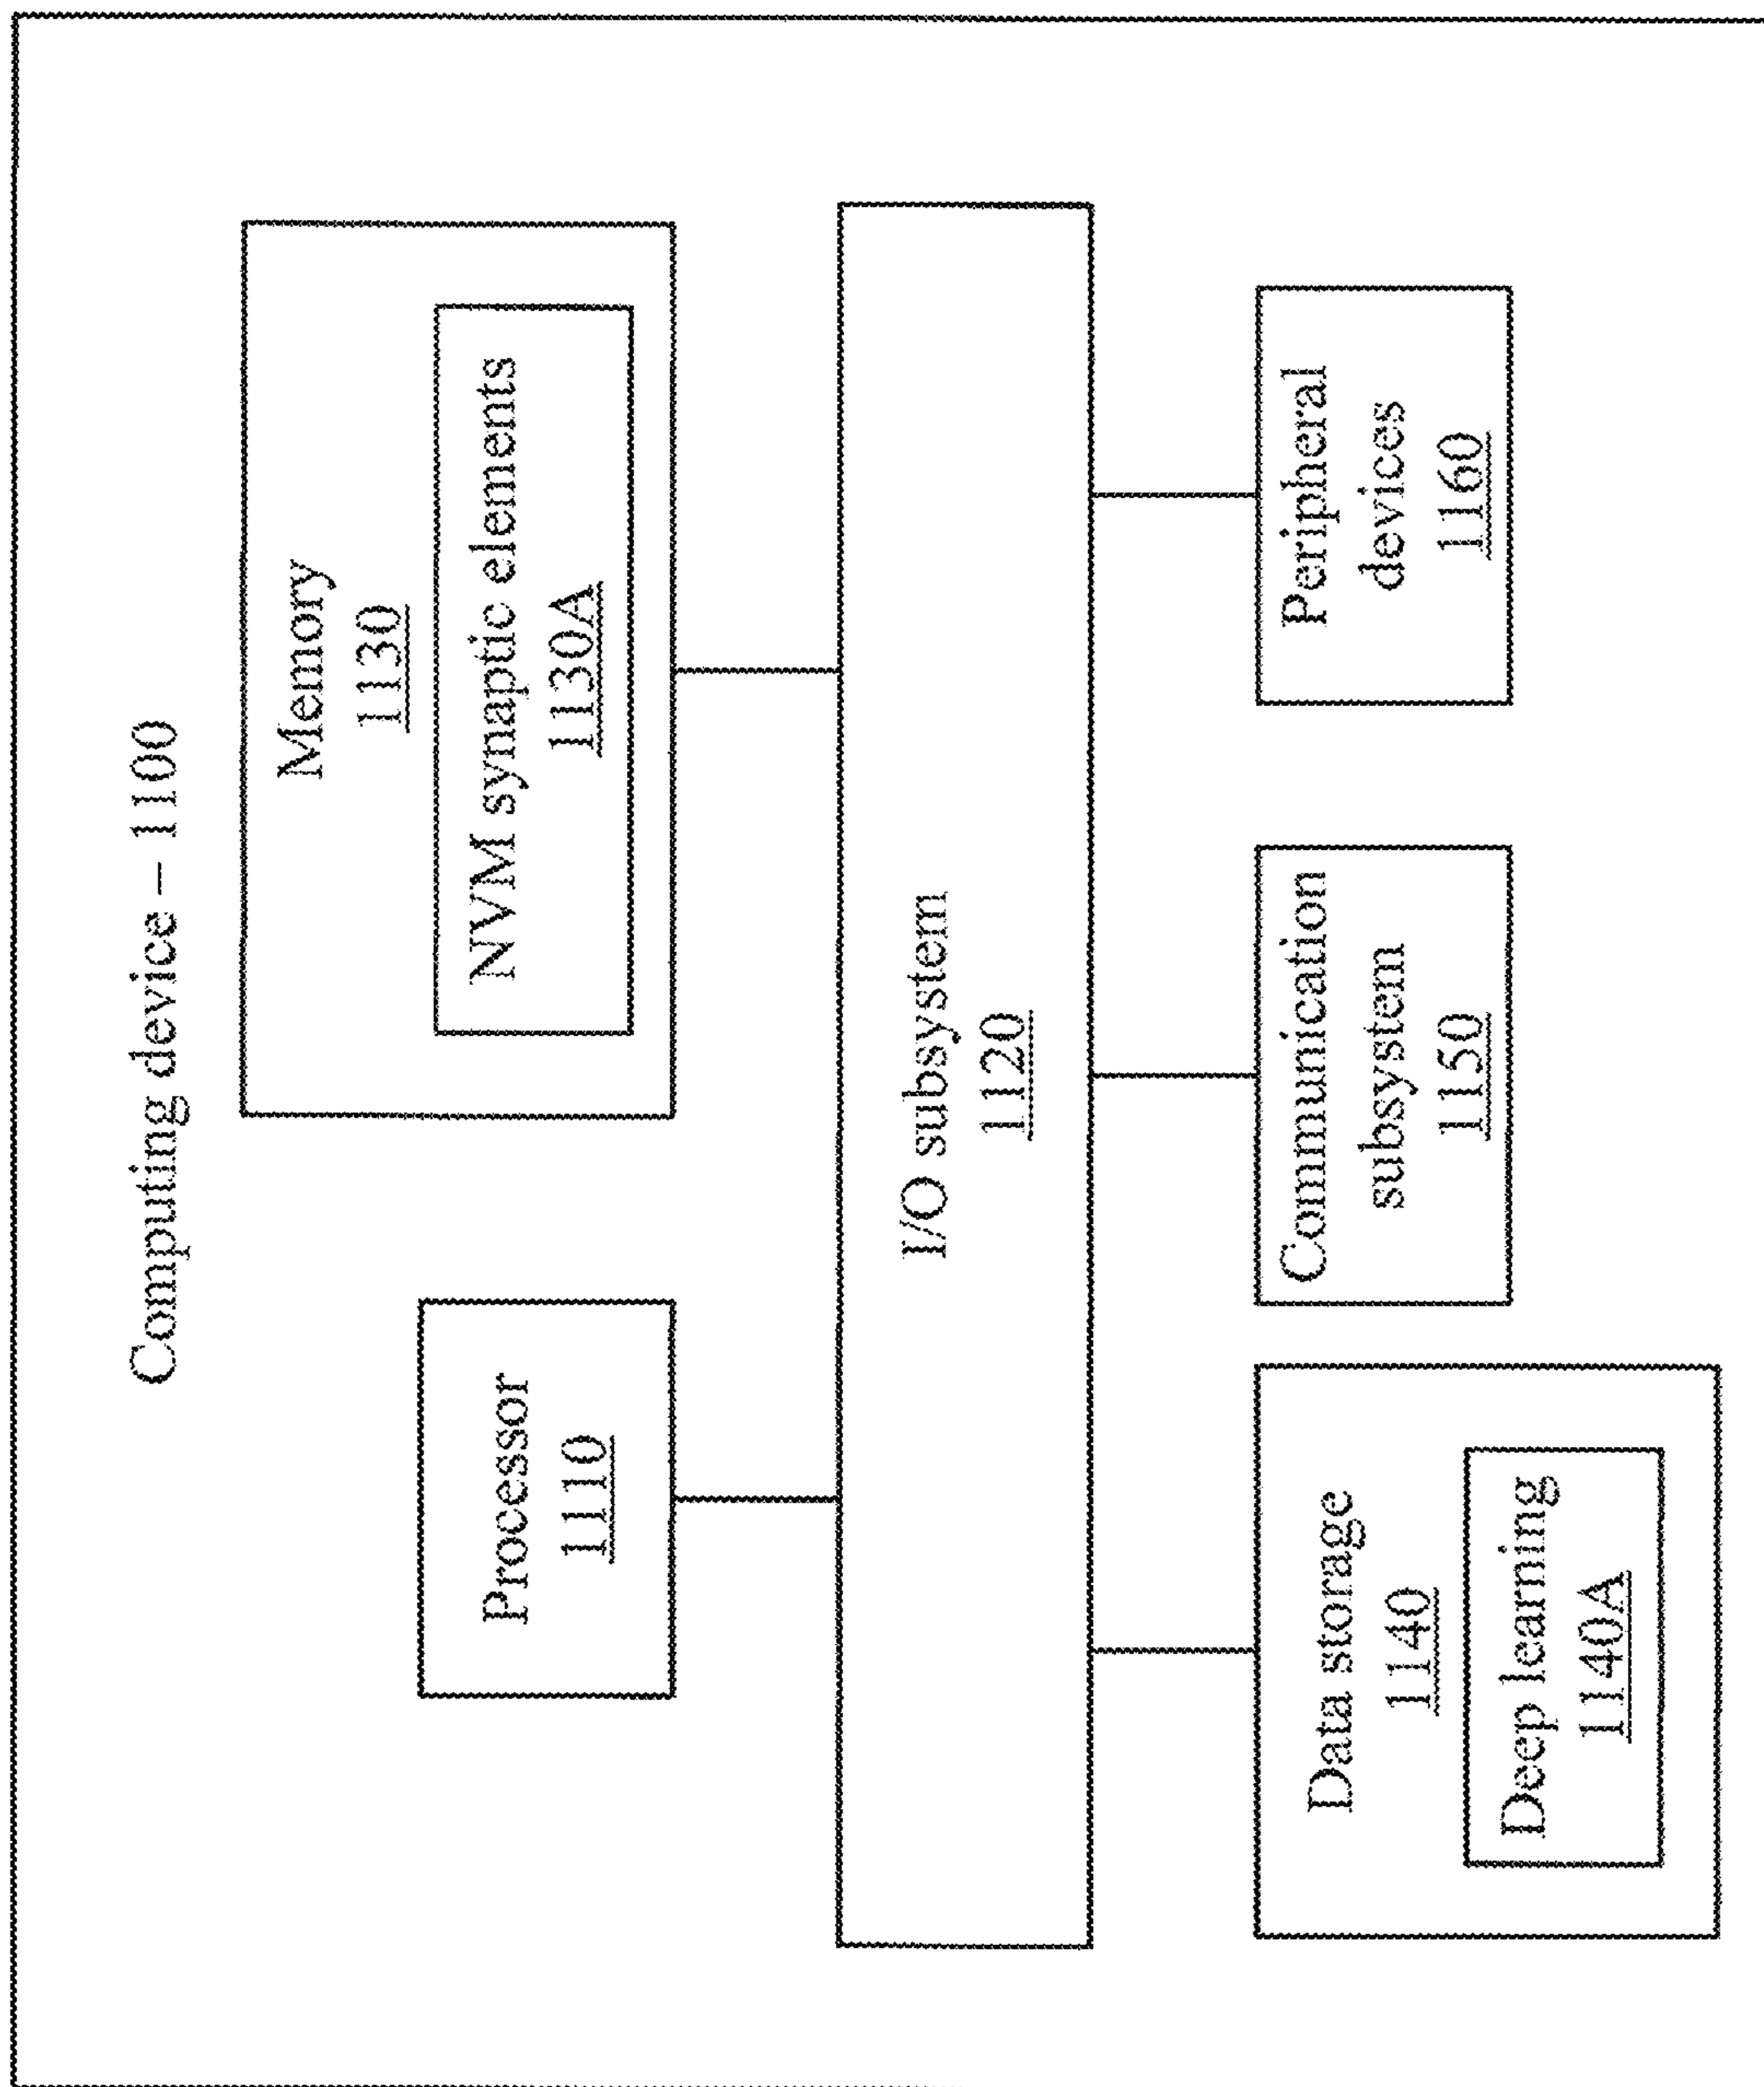 Computing device – 1100
Processor
1110
Memory
1130
NVM synaptic elements
1130A
I/O subsystem
1120
Data storage
1140
Deep learning
1140A
Communication
subsystem
1150
Peripheral
devices
1160